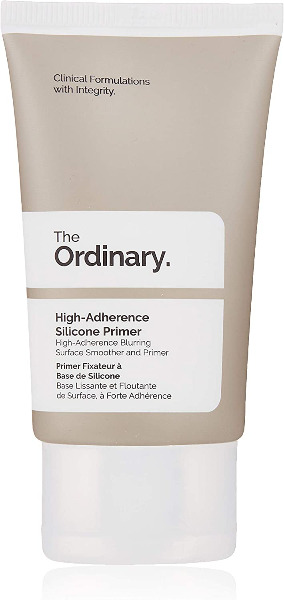 Clinical Formulations
with Integrity.
The
Ordinary.
High-Adherence
Silicone Primer
High-Adherence Blurring
Surface Smoother and Primer
Primer Fixateur à
Base de Silicone
Base Lissante et Floutante
de Surface, à Forte Adhérence